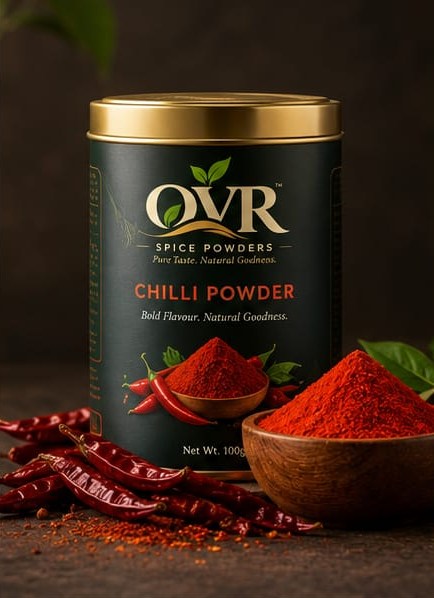 OVR™
SPICE POWDERS
Pure Taste. Natural Goodness.
CHILLI POWDER
Bold Flavour. Natural Goodness.
Net Wt. 100g